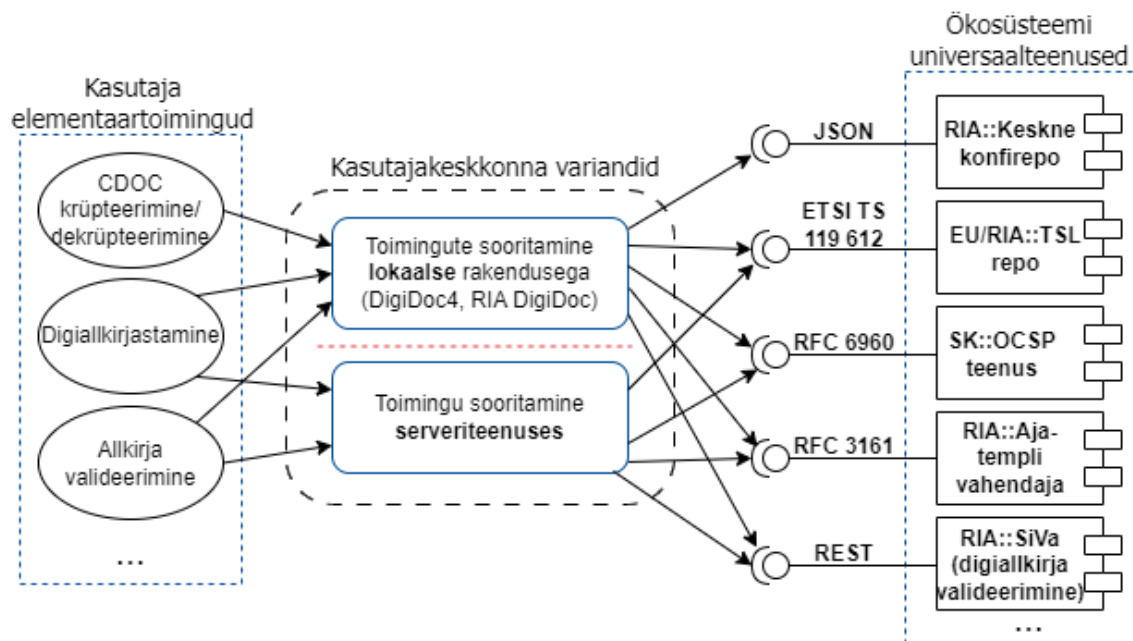 Kasutaja
elementaartoimingud
CDOC
krüpteerimine/
dekrüpteerimine
Digiallkirjastamine
Allkirja
valideerimine
...
Kasutajakeskkonna variandid
Toimingute sooritamine
lokaalse rakendusega
(DigiDoc4, RIA DigiDoc)
Toimingu sooritamine
serveriteenuses
JSON
ETSI TS
119 612
RFC 6960
RFC 3161
REST
Ökosüsteemi
universaalteenused
RIA::Keskne
konfirepo
EU/RIA::TSL
repo
SK::OCSP
teenus
RIA::Aja-
templi
vahendaja
RIA::SiVa
(digiallkirja
valideerimine)
...